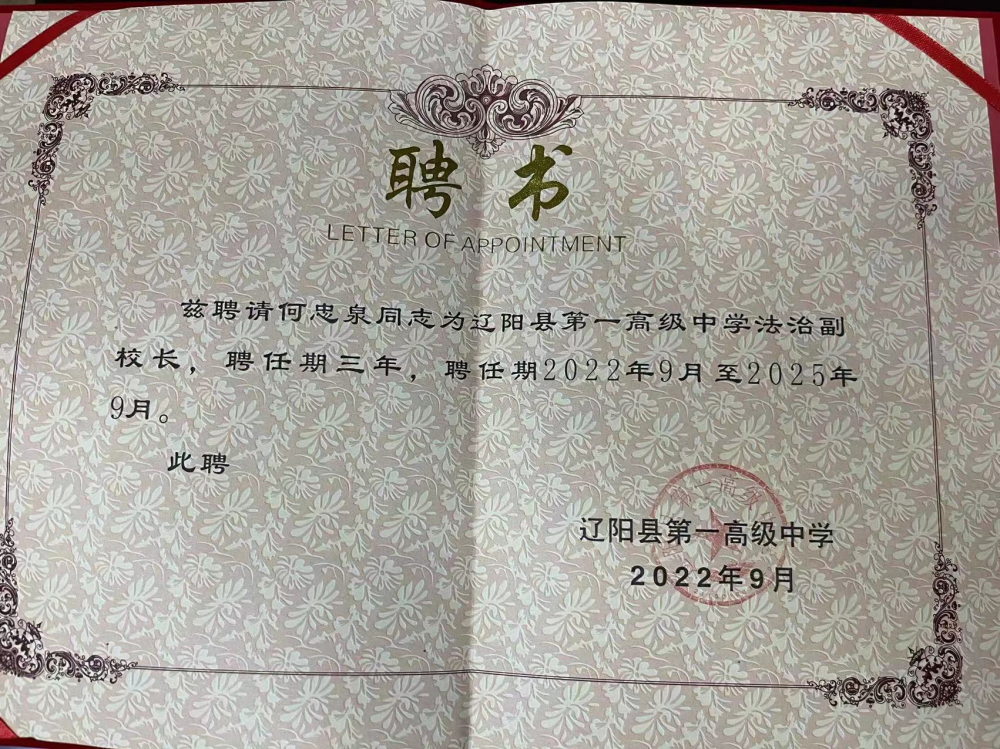 聘书
LETTER OF APPOINTMENT
兹聘请何忠泉同志为辽阳县第一高级中学法治副
校长，聘任期三年，聘任期2022年9月至2025年
9月。
此聘
辽阳县第一高级中学
2022年9月